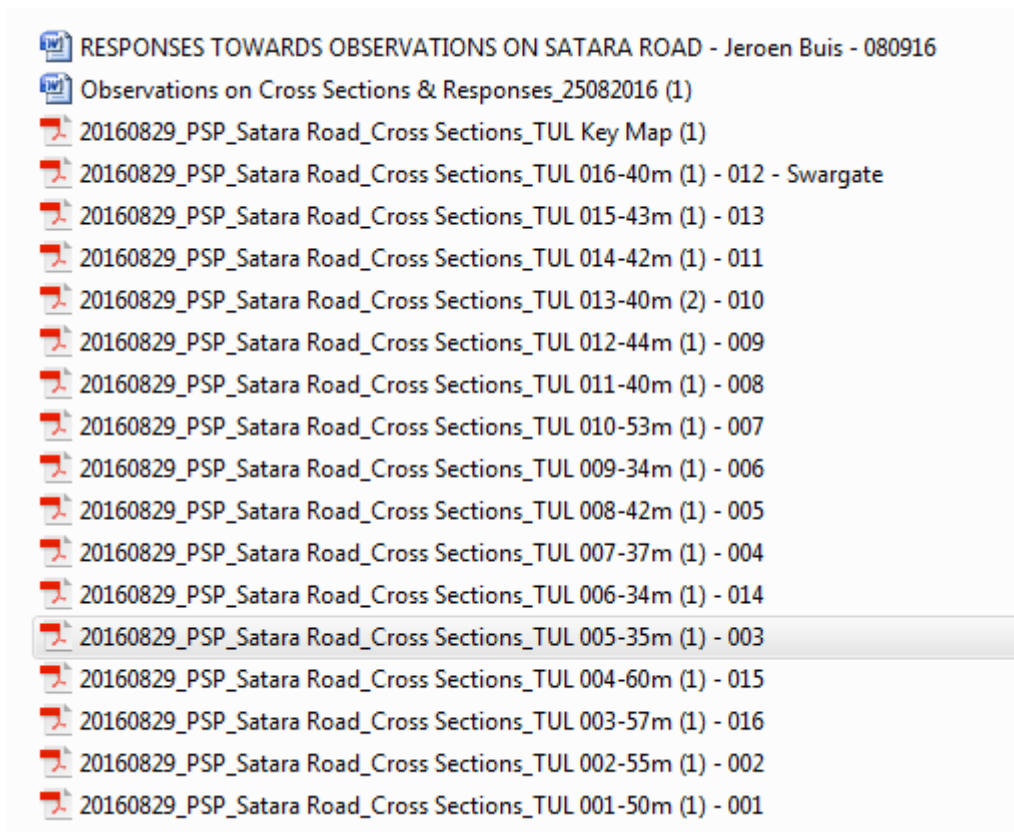 RESPONSES TOWARDS OBSERVATIONS ON SATARA ROAD - Jeroen Buis - 080916
Observations on Cross Sections & Responses_25082016 (1)
20160829_PSP_Satara Road_Cross Sections_TUL Key Map (1)
20160829_PSP_Satara Road_Cross Sections_TUL 016-40m (1) - 012 - Swargate
20160829_PSP_Satara Road_Cross Sections_TUL 015-43m (1) - 013
20160829_PSP_Satara Road_Cross Sections_TUL 014-42m (1) - 011
20160829_PSP_Satara Road_Cross Sections_TUL 013-40m (2) - 010
20160829_PSP_Satara Road_Cross Sections_TUL 012-44m (1) - 009
20160829_PSP_Satara Road_Cross Sections_TUL 011-40m (1) - 008
20160829_PSP_Satara Road_Cross Sections_TUL 010-53m (1) - 007
20160829_PSP_Satara Road_Cross Sections_TUL 009-34m (1) - 006
20160829_PSP_Satara Road_Cross Sections_TUL 008-42m (1) - 005
20160829_PSP_Satara Road_Cross Sections_TUL 007-37m (1) - 004
20160829_PSP_Satara Road_Cross Sections_TUL 006-34m (1) - 014
20160829_PSP_Satara Road_Cross Sections_TUL 005-35m (1) - 003
20160829_PSP_Satara Road_Cross Sections_TUL 004-60m (1) - 015
20160829_PSP_Satara Road_Cross Sections_TUL 003-57m (1) - 016
20160829_PSP_Satara Road_Cross Sections_TUL 002-55m (1) - 002
20160829_PSP_Satara Road_Cross Sections_TUL 001-50m (1) - 001